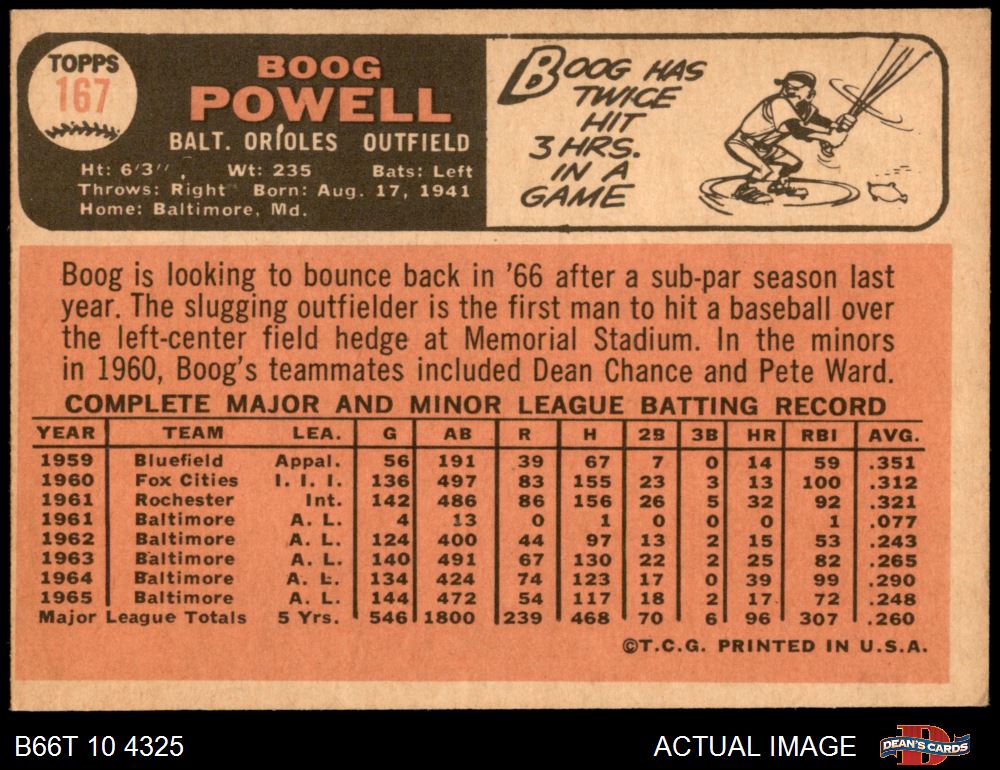 TOPPS
167
BOOG
POWELL
BALT. ORIOLES OUTFIELD
Ht: 6'3" Wt: 235 Bats: Left
Throws: Right Born: Aug. 17, 1941
Home: Baltimore, Md.
BOOG HAS
TWICE
HIT
3 HRS.
IN A
GAME
Boog is looking to bounce back in '66 after a sub-par season last
year. The slugging outfielder is the first man to hit a baseball over
the left-center field hedge at Memorial Stadium. In the minors
in 1960, Boog's teammates included Dean Chance and Pete Ward.
COMPLETE MAJOR AND MINOR LEAGUE BATTING RECORD
YEAR TEAM LEA. G AB R H 2B 3B HR RBI AVG.
1959 Bluefield Appal. 56 191 39 67 7 0 14 59 .351
1960 Fox Cities I. I. I. 136 497 83 155 23 3 13 100 .312
1961 Rochester Int. 142 486 86 156 26 5 32 92 .321
1961 Baltimore A. L. 4 13 0 1 0 0 0 1 .077
1962 Baltimore A. L. 124 400 44 97 13 2 15 53 .243
1963 Baltimore A. L. 140 491 67 130 22 2 25 82 .265
1964 Baltimore A. L. 134 424 74 123 17 0 39 99 .290
1965 Baltimore A. L. 144 472 54 117 18 2 17 72 .248
Major League Totals 5 Yrs. 546 1800 239 468 70 6 96 307 .260
©T.C.G. PRINTED IN U.S.A.
B66T 10 4325
ACTUAL IMAGE
D
DEAN'S CARDS